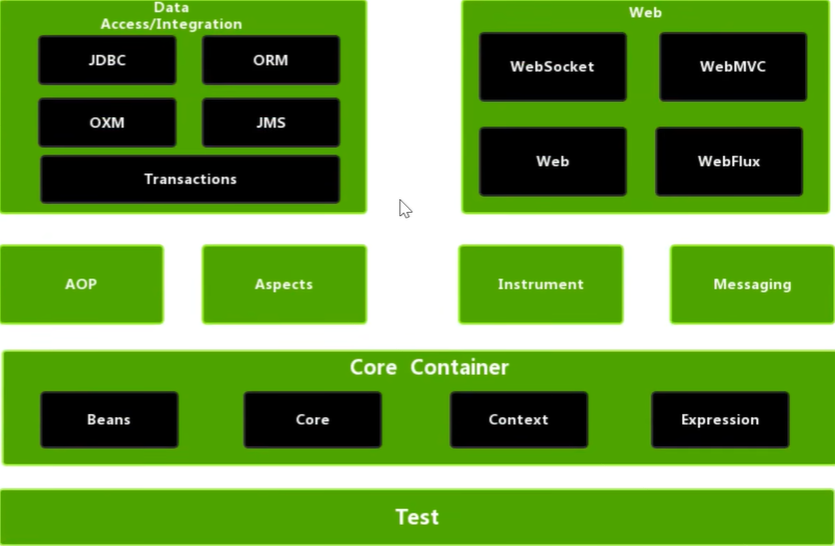 Data
Access/Integration
JDBC
ORM
OXM
JMS
Transactions
Web
WebSocket
WebMVC
Web
WebFlux
AOP
Aspects
Instrument
Messaging
Core Container
Beans
Core
Context
Expression
Test